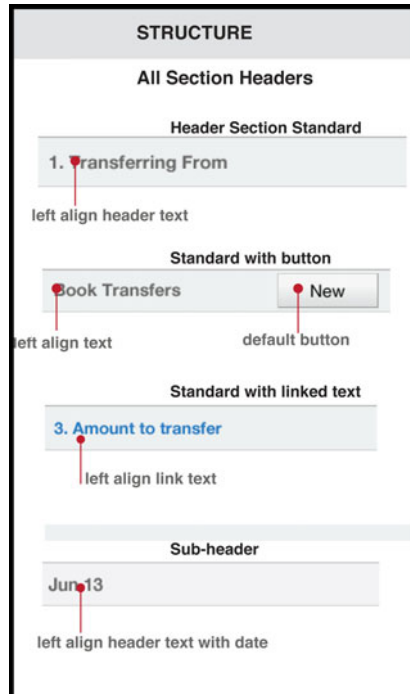 STRUCTURE
All Section Headers
Header Section Standard
1. Transferring From
left align header text
Standard with button
Book Transfers
New
left align text
default button
Standard with linked text
3. Amount to transfer
left align link text
Sub-header
Jun 13
left align header text with date